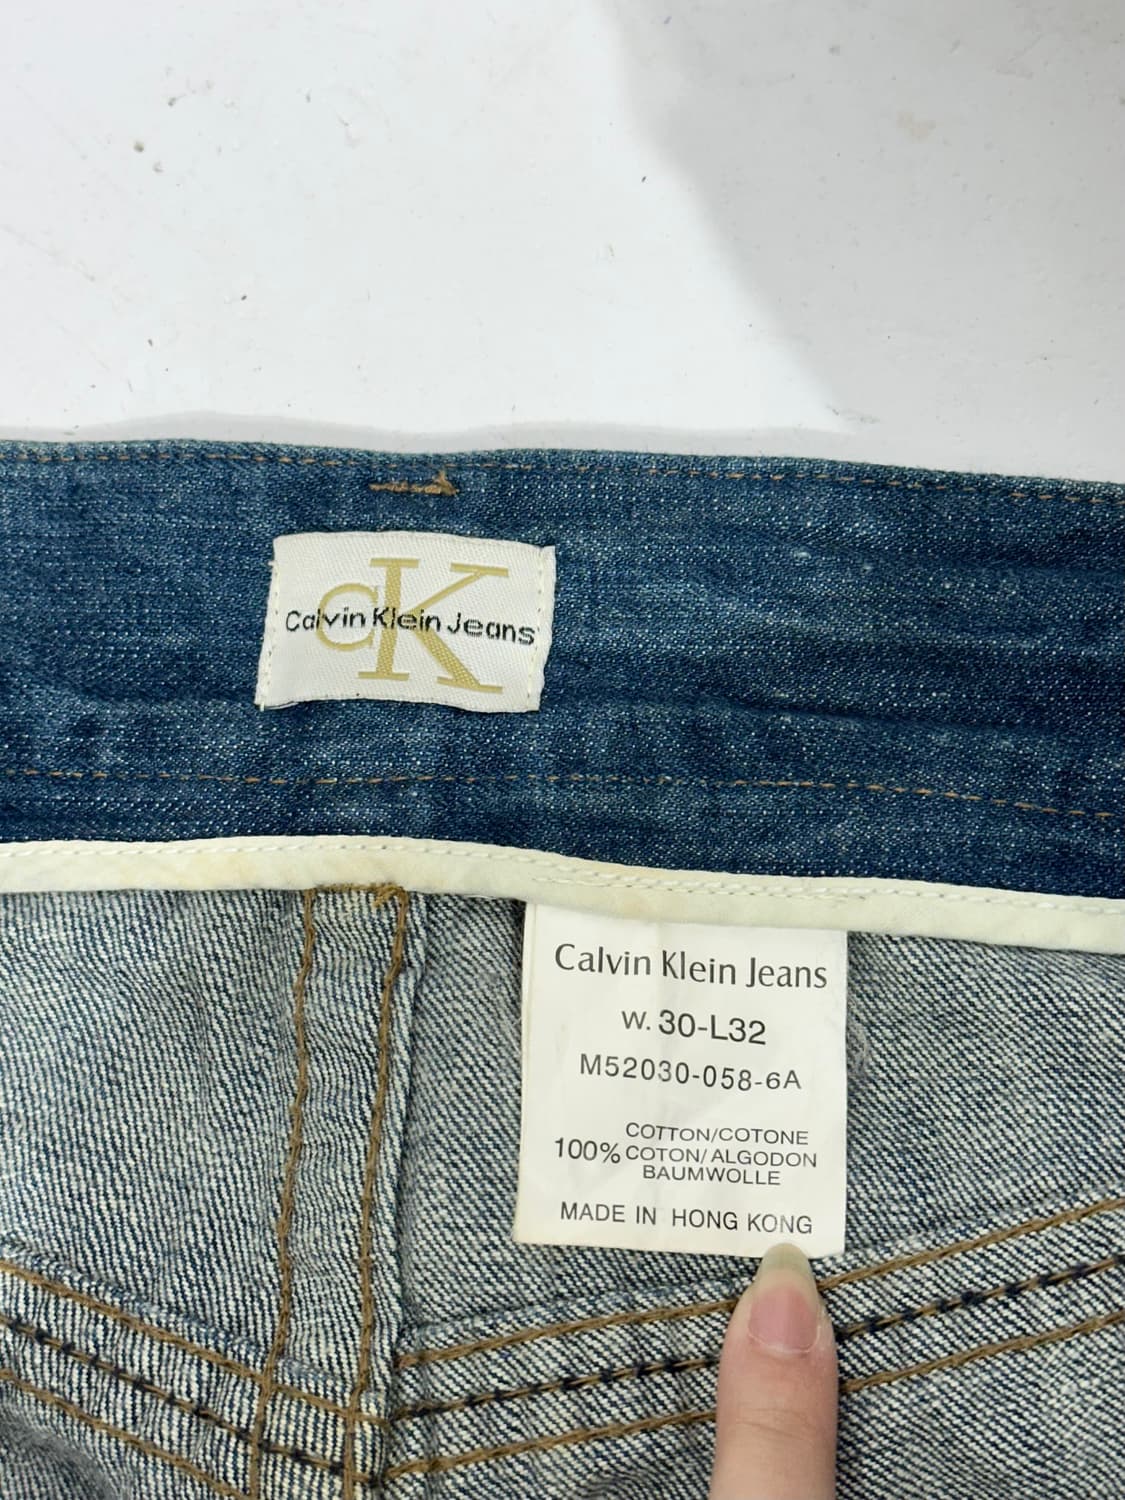 cK
Calvin Klein Jeans
Calvin Klein Jeans
W. 30-L32
M52030-058-6A
COTTON/COTONE
100% COTON/ALGODON
BAUMWOLLE
MADE IN HONG KONG